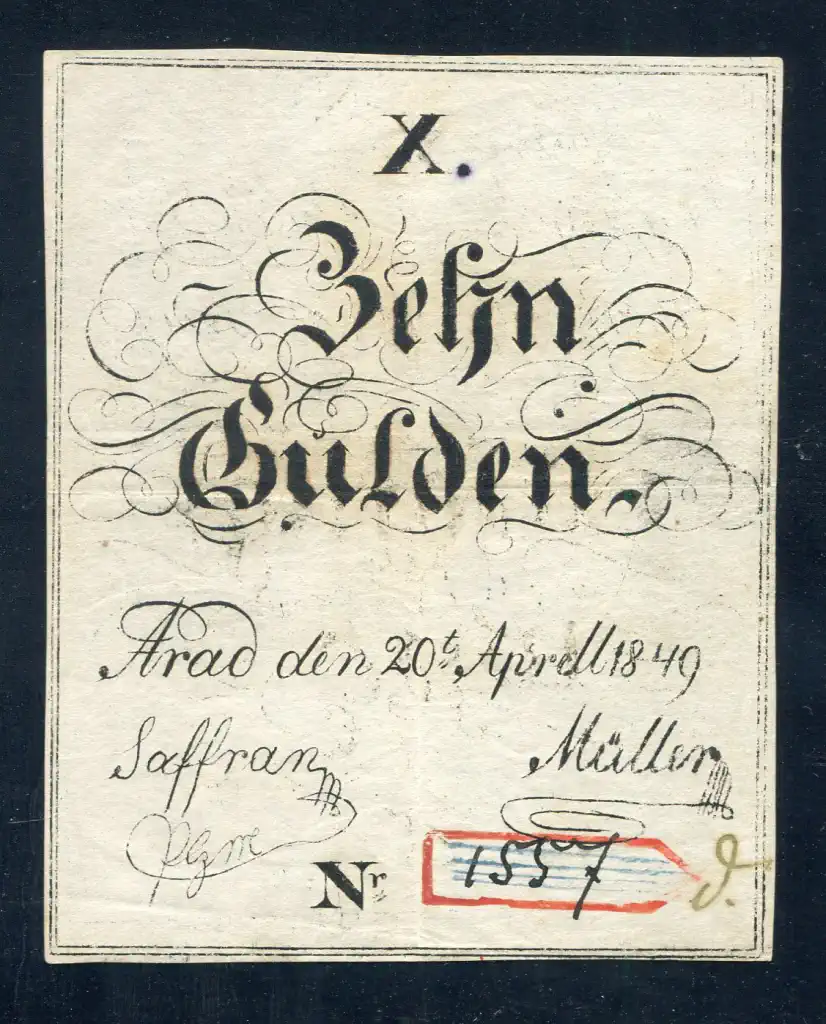 X.
Zehn
Gulden.
Arad den 20t Aprell 1849
Saffran Müller
Nr 1557